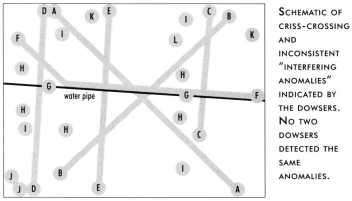 D A K E I C B
I L K
F
H H
G G F
water pipe
H H
I H C
B I
J
J D E A
SCHEMATIC OF
CRISS-CROSSING
AND
INCONSISTENT
"INTERFERING
ANOMALIES"
INDICATED BY
THE DOWSERS.
NO TWO
DOWSERS
DETECTED THE
SAME
ANOMALIES.